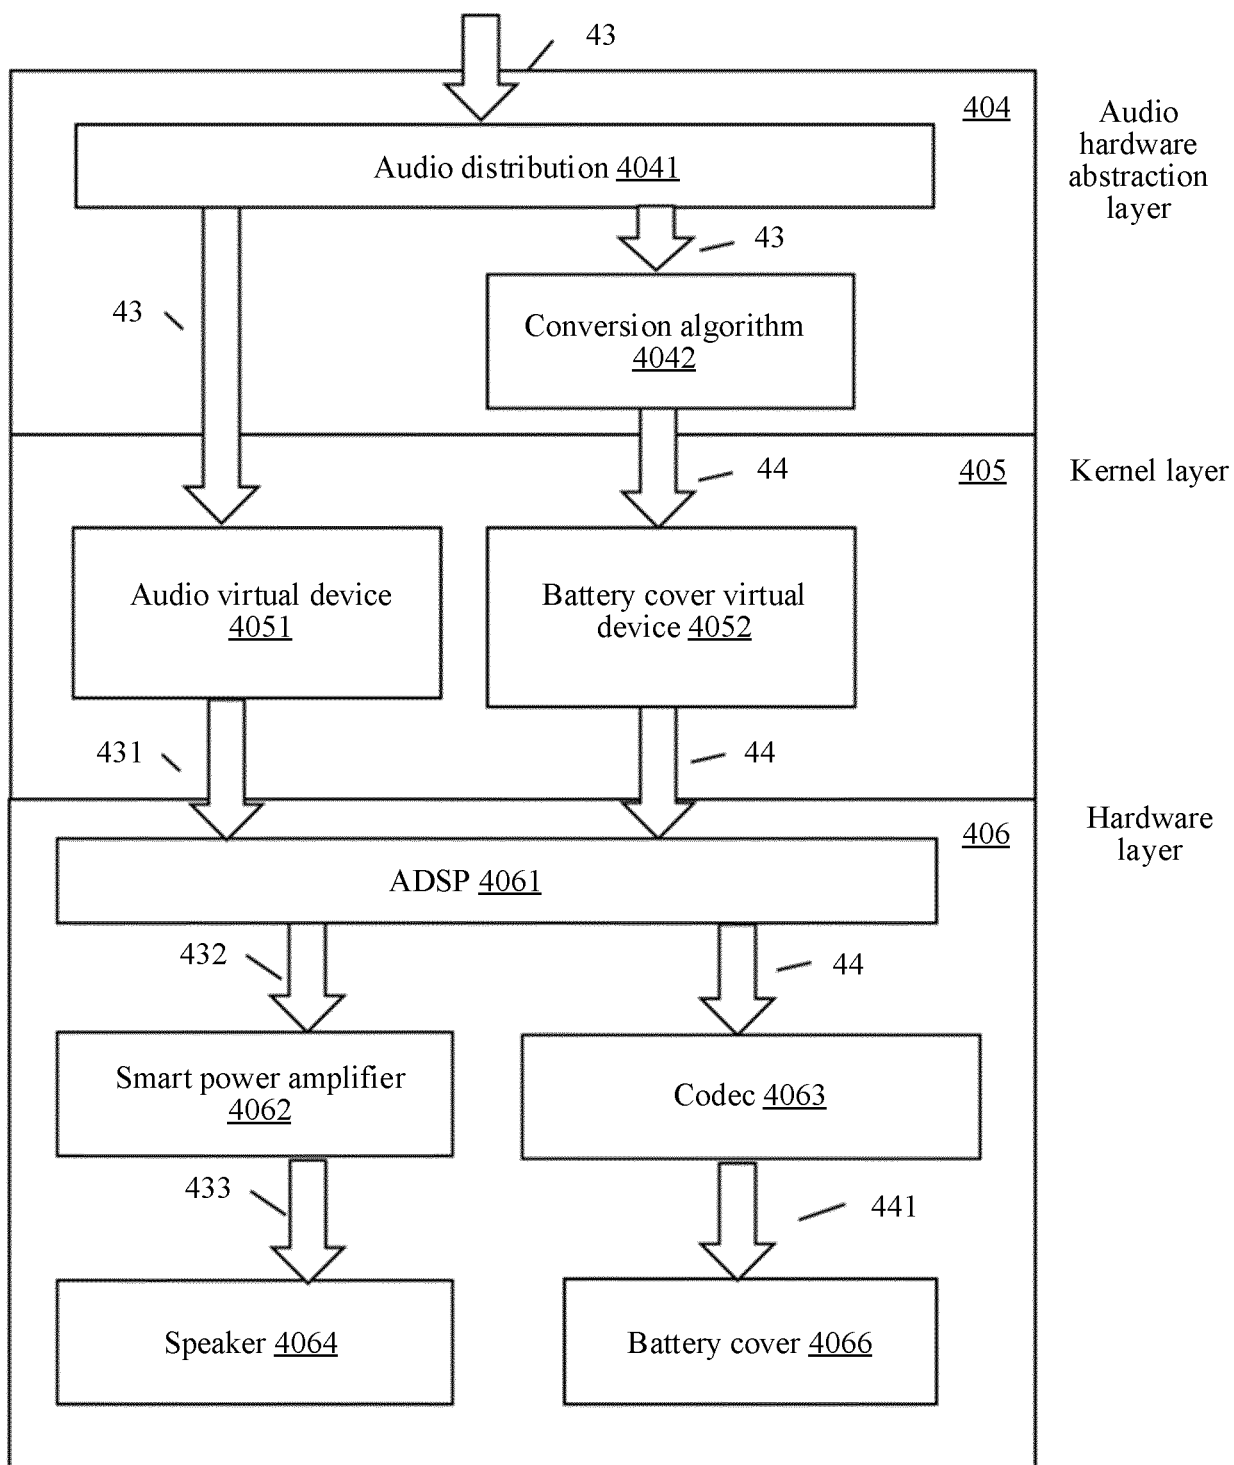 43
404
Audio
hardware
abstraction
layer
Audio distribution 4041
43
43
Conversion algorithm
4042
44
405
Kernel layer
Audio virtual device
4051
Battery cover virtual
device 4052
431
44
406
Hardware
layer
ADSP 4061
432
44
Smart power amplifier
4062
Codec 4063
433
441
Speaker 4064
Battery cover 4066